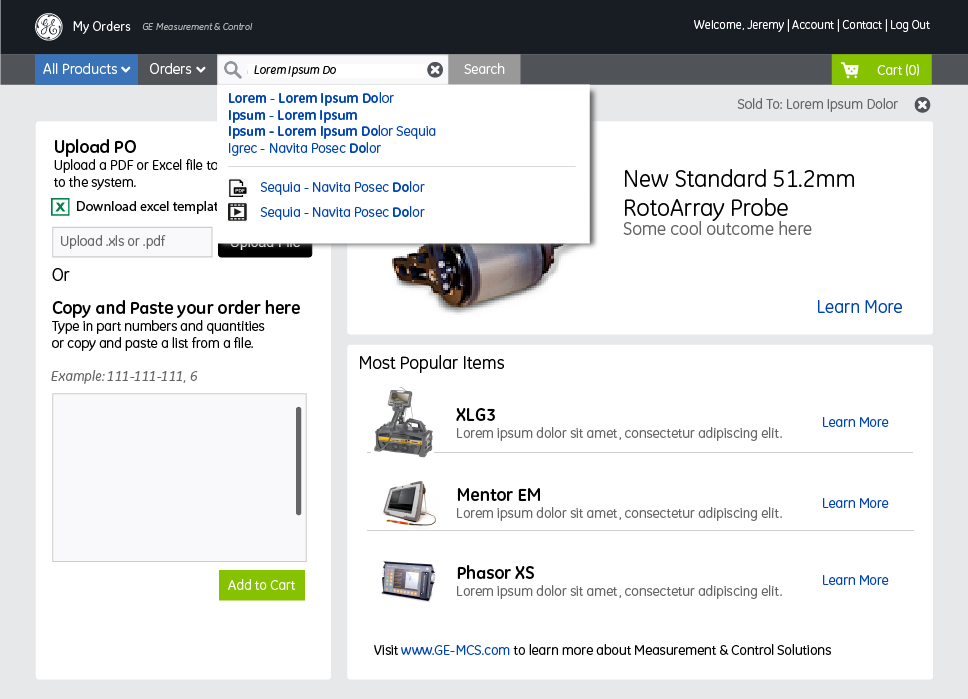 My Orders GE Measurement & Control
Welcome, Jeremy | Account | Contact | Log Out
All Products Orders Lorem Ipsum Do Search Cart (0)
Sold To: Lorem Ipsum Dolor
Lorem - Lorem Ipsum Dolor
Ipsum - Lorem Ipsum
Ipsum - Lorem Ipsum Dolor Sequia
Igrec - Navita Posec Dolor
PDF Sequia - Navita Posec Dolor
Sequia - Navita Posec Dolor
Upload PO
Upload a PDF or Excel file to
to the system.
X Download excel templat
Upload .xls or .pdf Upload File
Or
Copy and Paste your order here
Type in part numbers and quantities
or copy and paste a list from a file.
Example: 111-111-111, 6
Add to Cart
New Standard 51.2mm
RotoArray Probe
Some cool outcome here
Learn More
Most Popular Items
XLG3
Lorem ipsum dolor sit amet, consectetur adipiscing elit.
Learn More
Mentor EM
Lorem ipsum dolor sit amet, consectetur adipiscing elit.
Learn More
Phasor XS
Lorem ipsum dolor sit amet, consectetur adipiscing elit.
Learn More
Visit www.GE-MCS.com to learn more about Measurement & Control Solutions